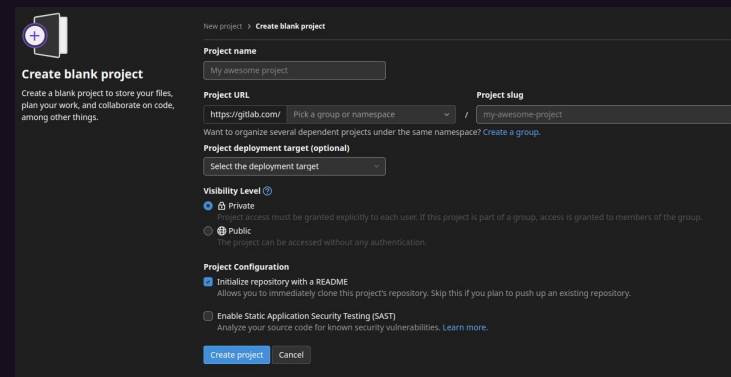 New project > Create blank project
Create blank project
Create a blank project to store your files,
plan your work, and collaborate on code,
among other things.
Project name
My awesome project
Project URL
Project slug
https://gitlab.com/ Pick a group or namespace / my-awesome-project
Want to organize several dependent projects under the same namespace? Create a group.
Project deployment target (optional)
Select the deployment target
Visibility Level
Private
Project access must be granted explicitly to each user. If this project is part of a group, access is granted to members of the group.
Public
The project can be accessed without any authentication.
Project Configuration
Initialize repository with a README
Allows you to immediately clone this project's repository. Skip this if you plan to push up an existing repository.
Enable Static Application Security Testing (SAST)
Analyze your source code for known security vulnerabilities. Learn more.
Create project Cancel